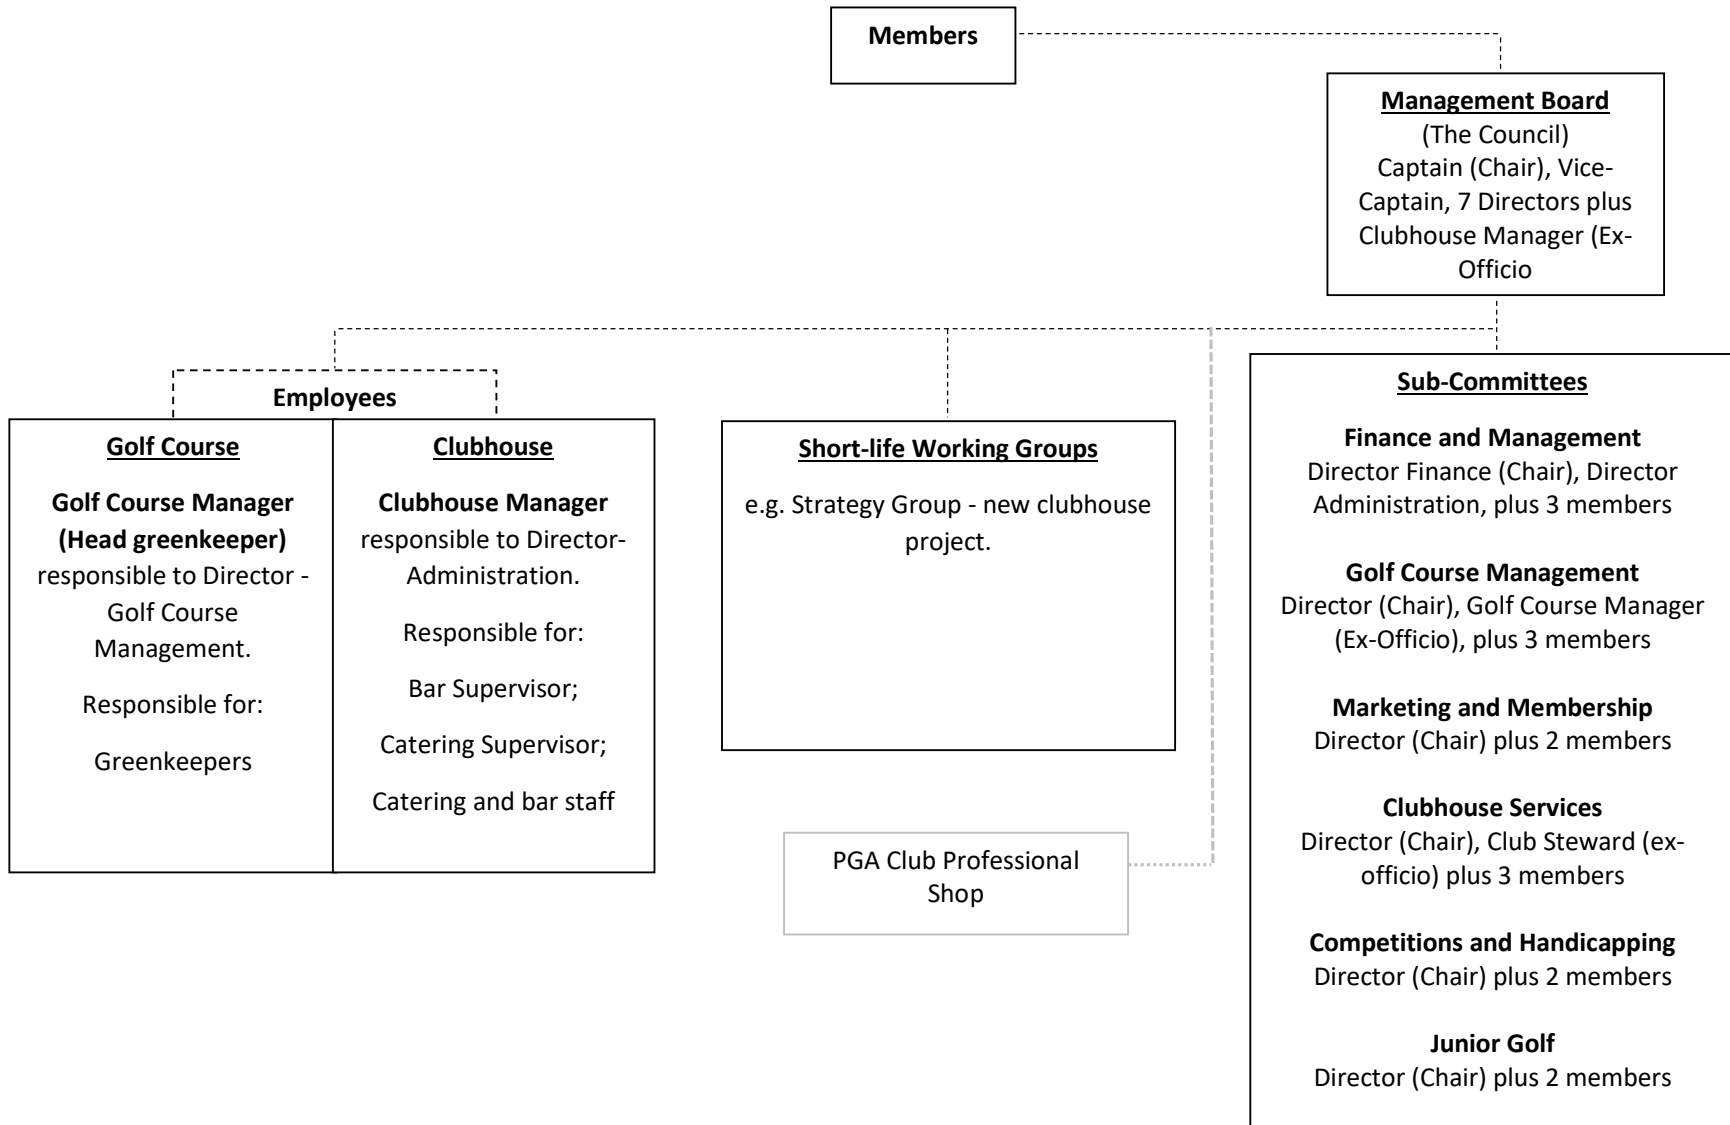 Members
Management Board
(The Council)
Captain (Chair), Vice-
Captain, 7 Directors plus
Clubhouse Manager (Ex-
Officio
Employees
Golf Course
Golf Course Manager
(Head greenkeeper)
responsible to Director -
Golf Course
Management.
Responsible for:
Greenkeepers
Clubhouse
Clubhouse Manager
responsible to Director-
Administration.
Responsible for:
Bar Supervisor;
Catering Supervisor;
Catering and bar staff
Short-life Working Groups
e.g. Strategy Group - new clubhouse
project.
PGA Club Professional
Shop
Sub-Committees
Finance and Management
Director Finance (Chair), Director
Administration, plus 3 members
Golf Course Management
Director (Chair), Golf Course Manager
(Ex-Officio), plus 3 members
Marketing and Membership
Director (Chair) plus 2 members
Clubhouse Services
Director (Chair), Club Steward (ex-
officio) plus 3 members
Competitions and Handicapping
Director (Chair) plus 2 members
Junior Golf
Director (Chair) plus 2 members